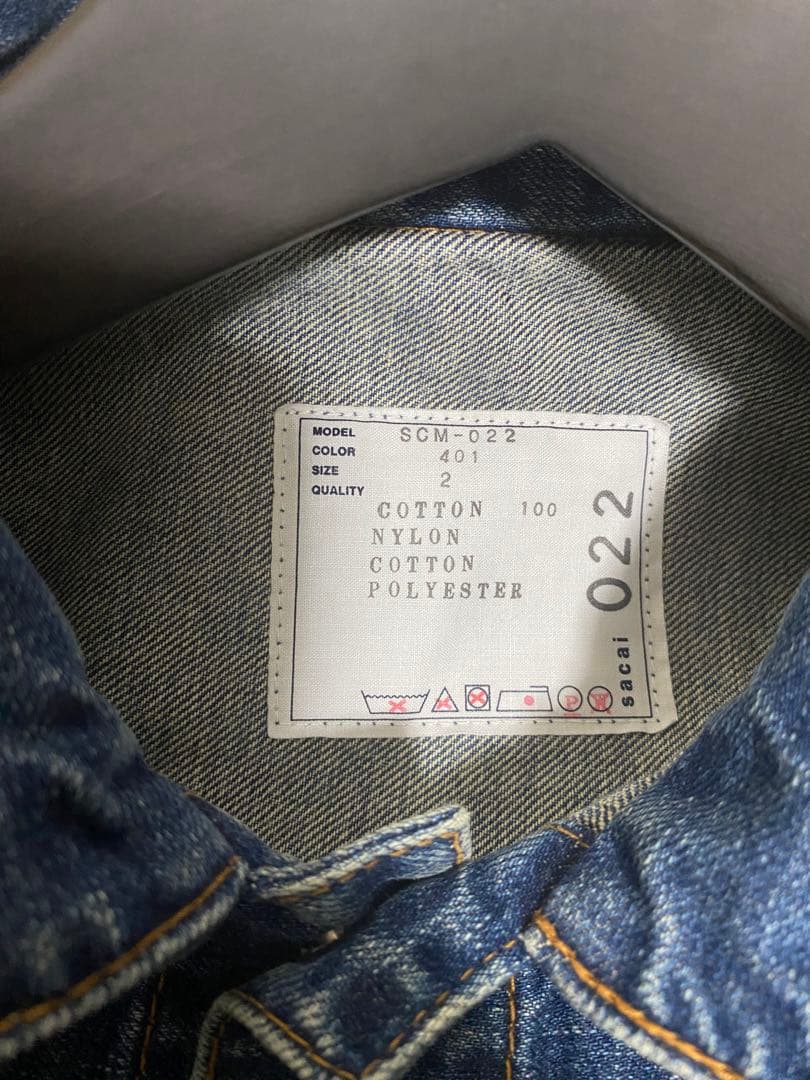 MODEL SCM-022
COLOR 401
SIZE 2
QUALITY
COTTON 100
NYLON
COTTON
POLYESTER
022
sacai
P W